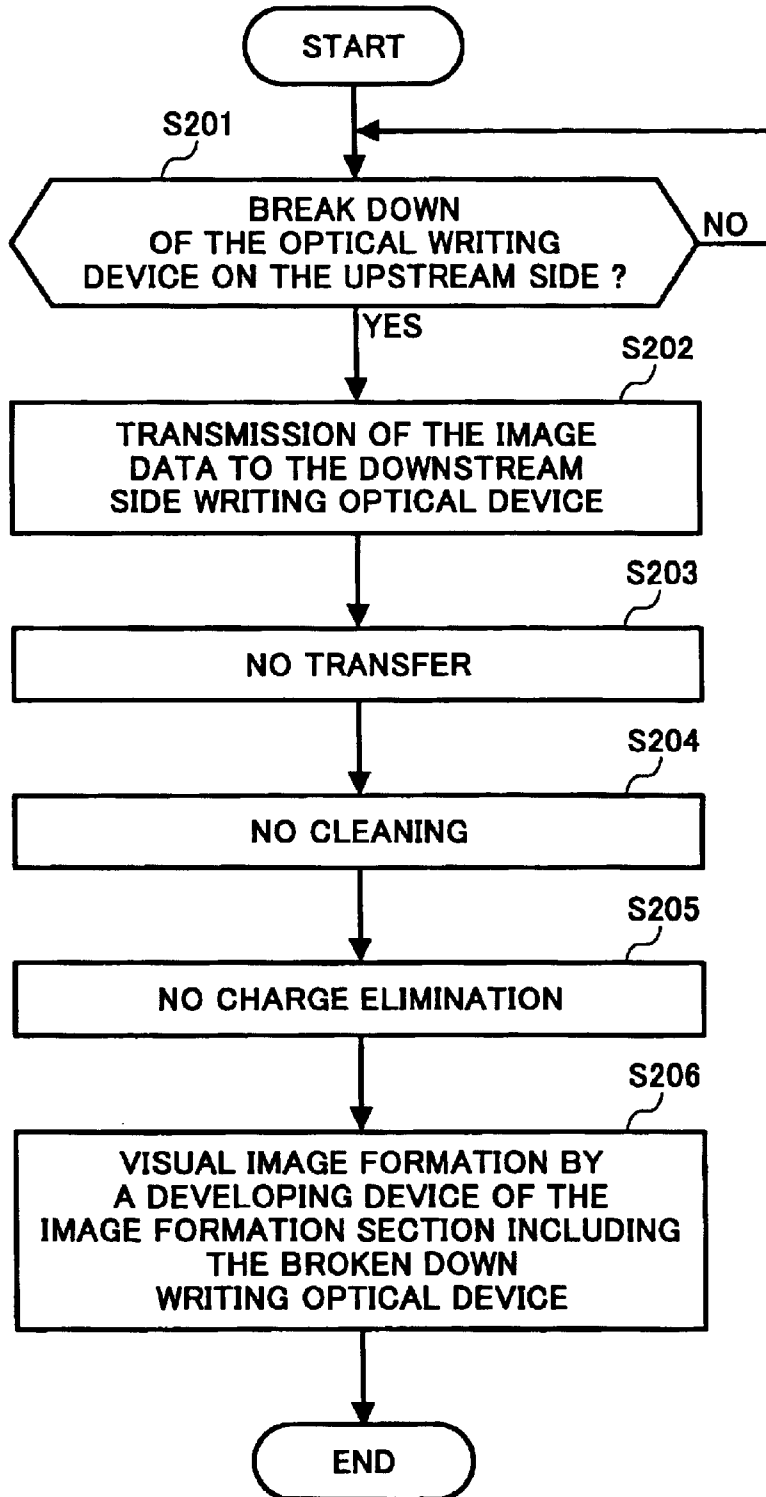 START
S201
BREAK DOWN
OF THE OPTICAL WRITING
DEVICE ON THE UPSTREAM SIDE ?
NO
YES
S202
TRANSMISSION OF THE IMAGE
DATA TO THE DOWNSTREAM
SIDE WRITING OPTICAL DEVICE
S203
NO TRANSFER
S204
NO CLEANING
S205
NO CHARGE ELIMINATION
S206
VISUAL IMAGE FORMATION BY
A DEVELOPING DEVICE OF THE
IMAGE FORMATION SECTION INCLUDING
THE BROKEN DOWN
WRITING OPTICAL DEVICE
END